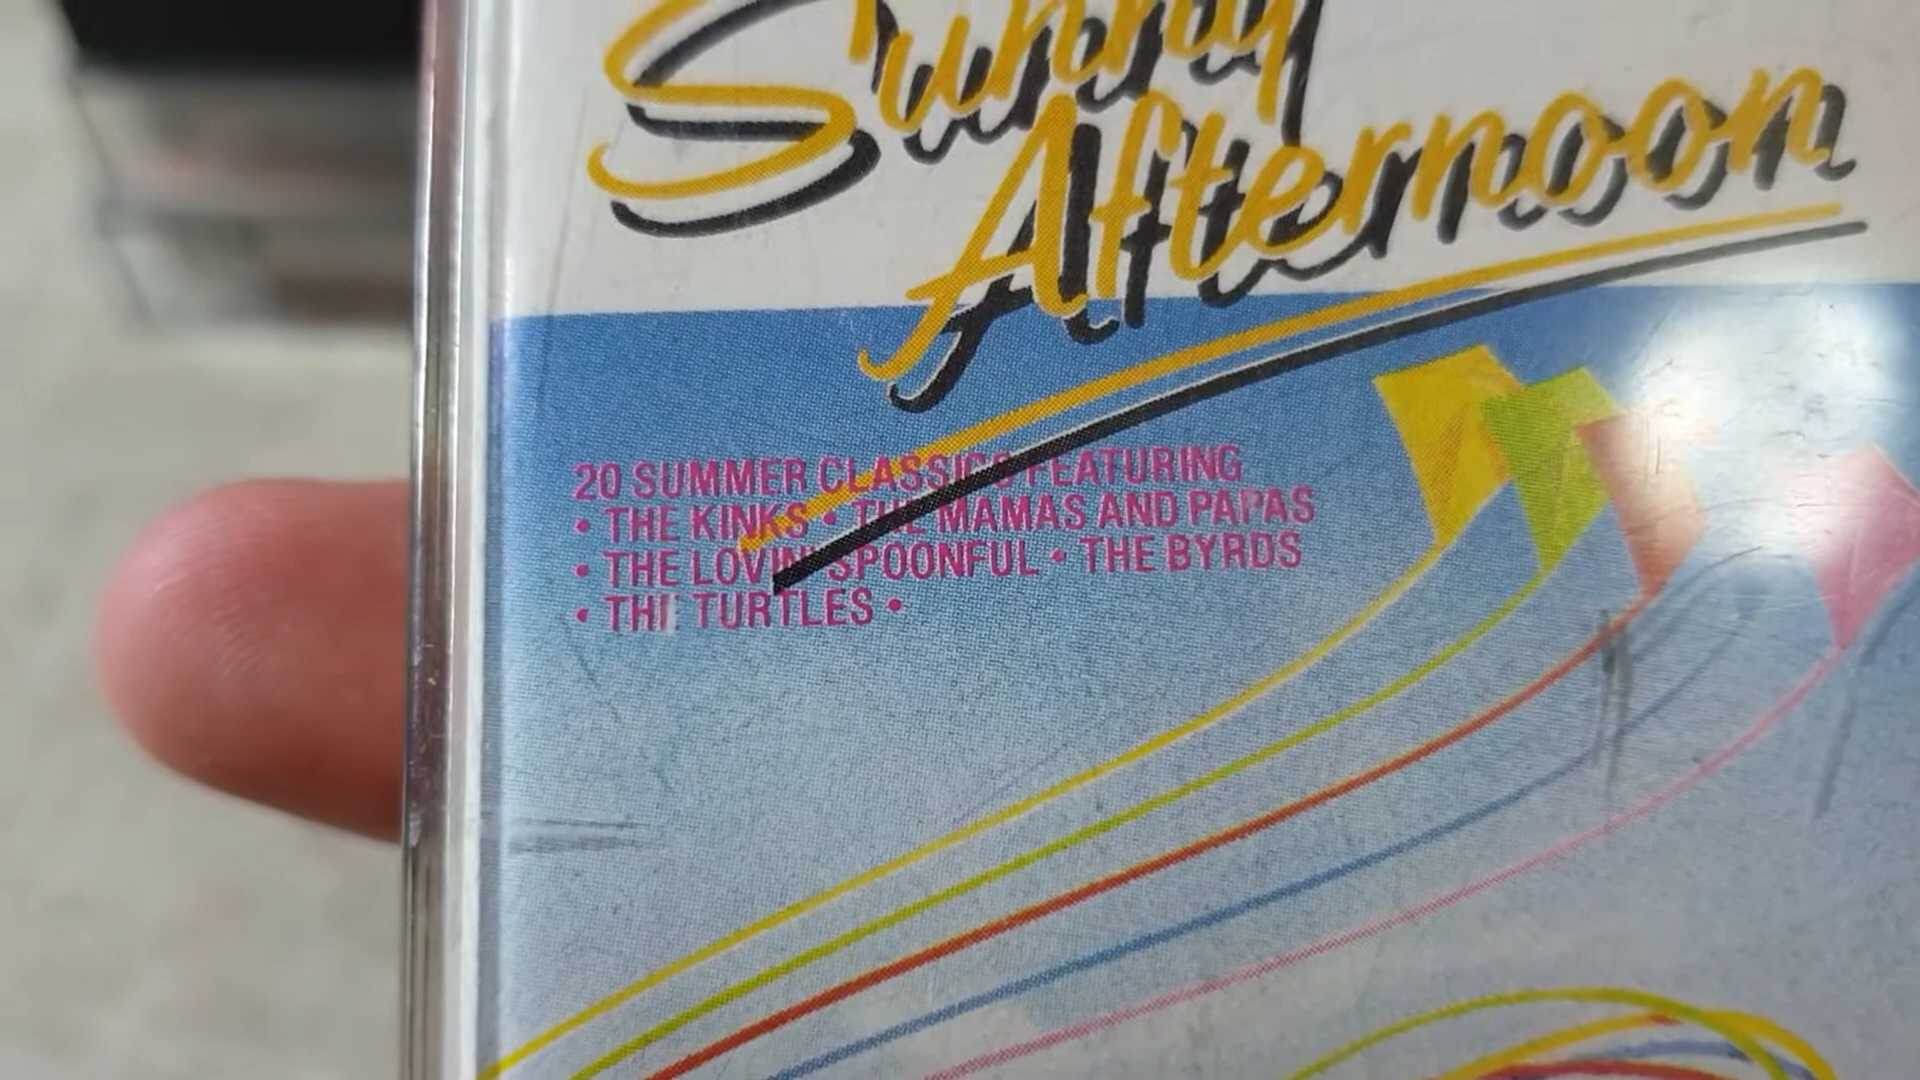 Sunny
Afternoon
20 SUMMER CLASSICS FEATURING
• THE KINKS • THE MAMAS AND PAPAS
• THE LOVIN' SPOONFUL • THE BYRDS
• THE TURTLES •